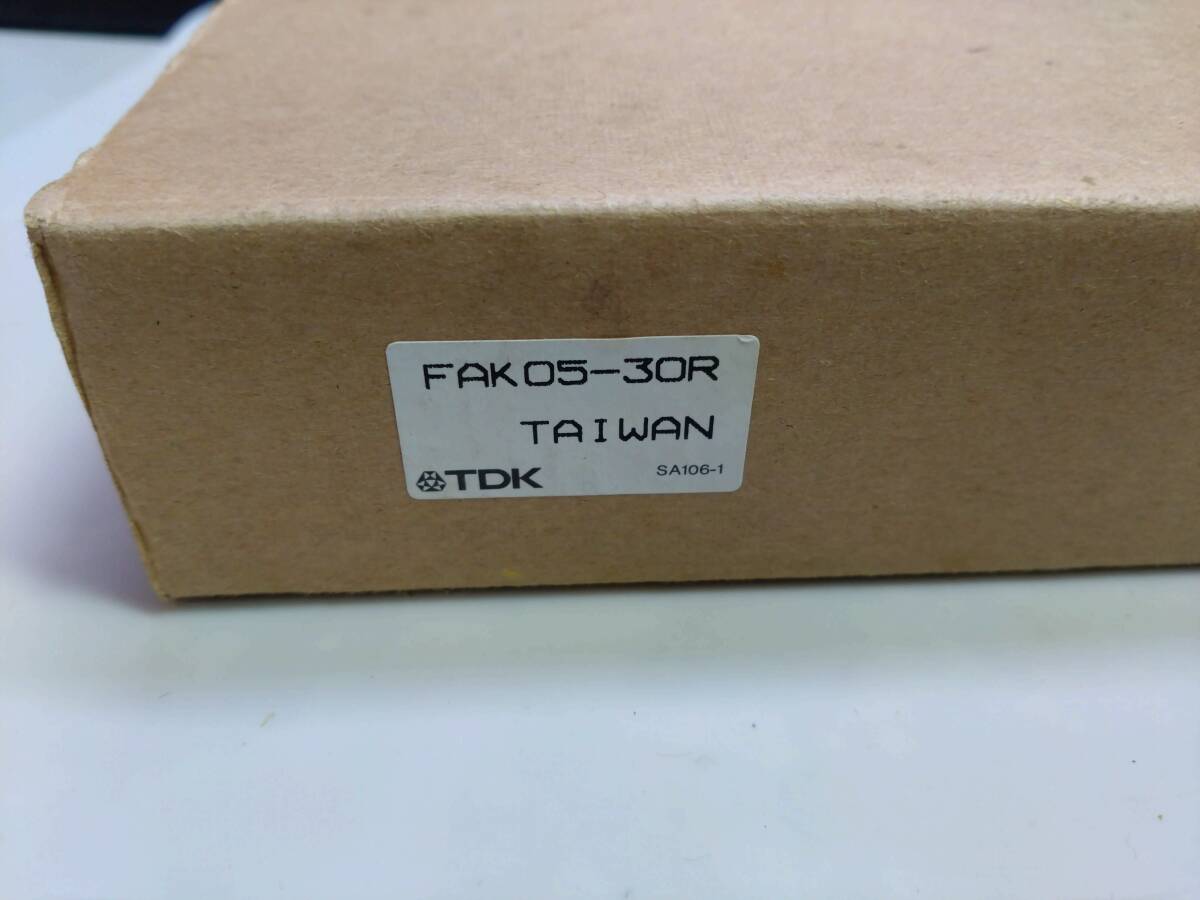 FAK05-30R
TAIWAN
TDK SA106-1